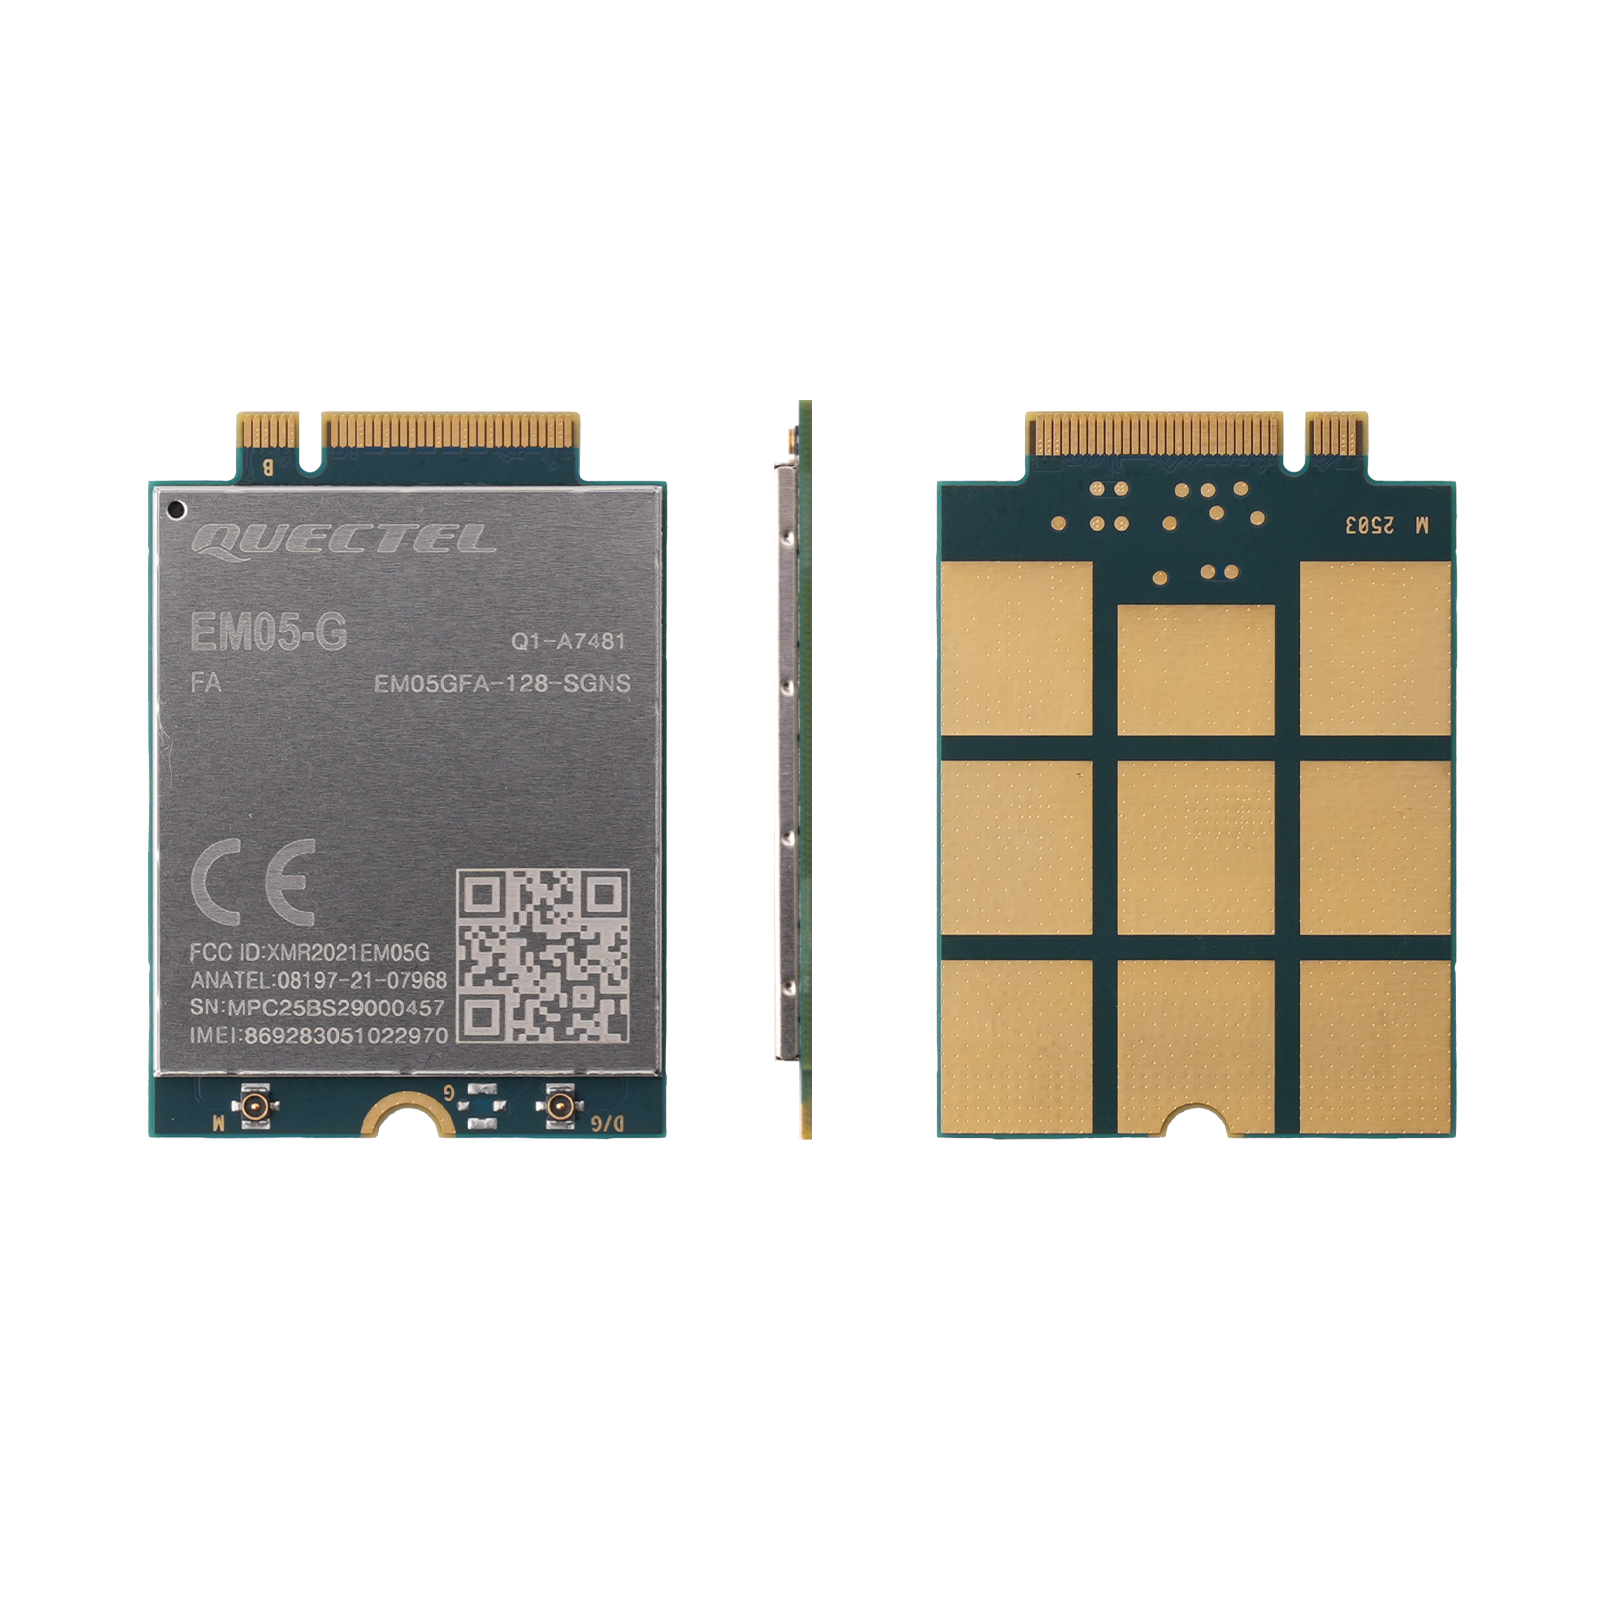 B
QUECTEL
EM05-G
Q1-A7481
FA
EM05GFA-128-SGNS
CE
FCC ID:XMR2021EM05G
ANATEL:08197-21-07968
SN:MPC25BS29000457
IMEI:869283051022970
M
G
D/G
M 2503